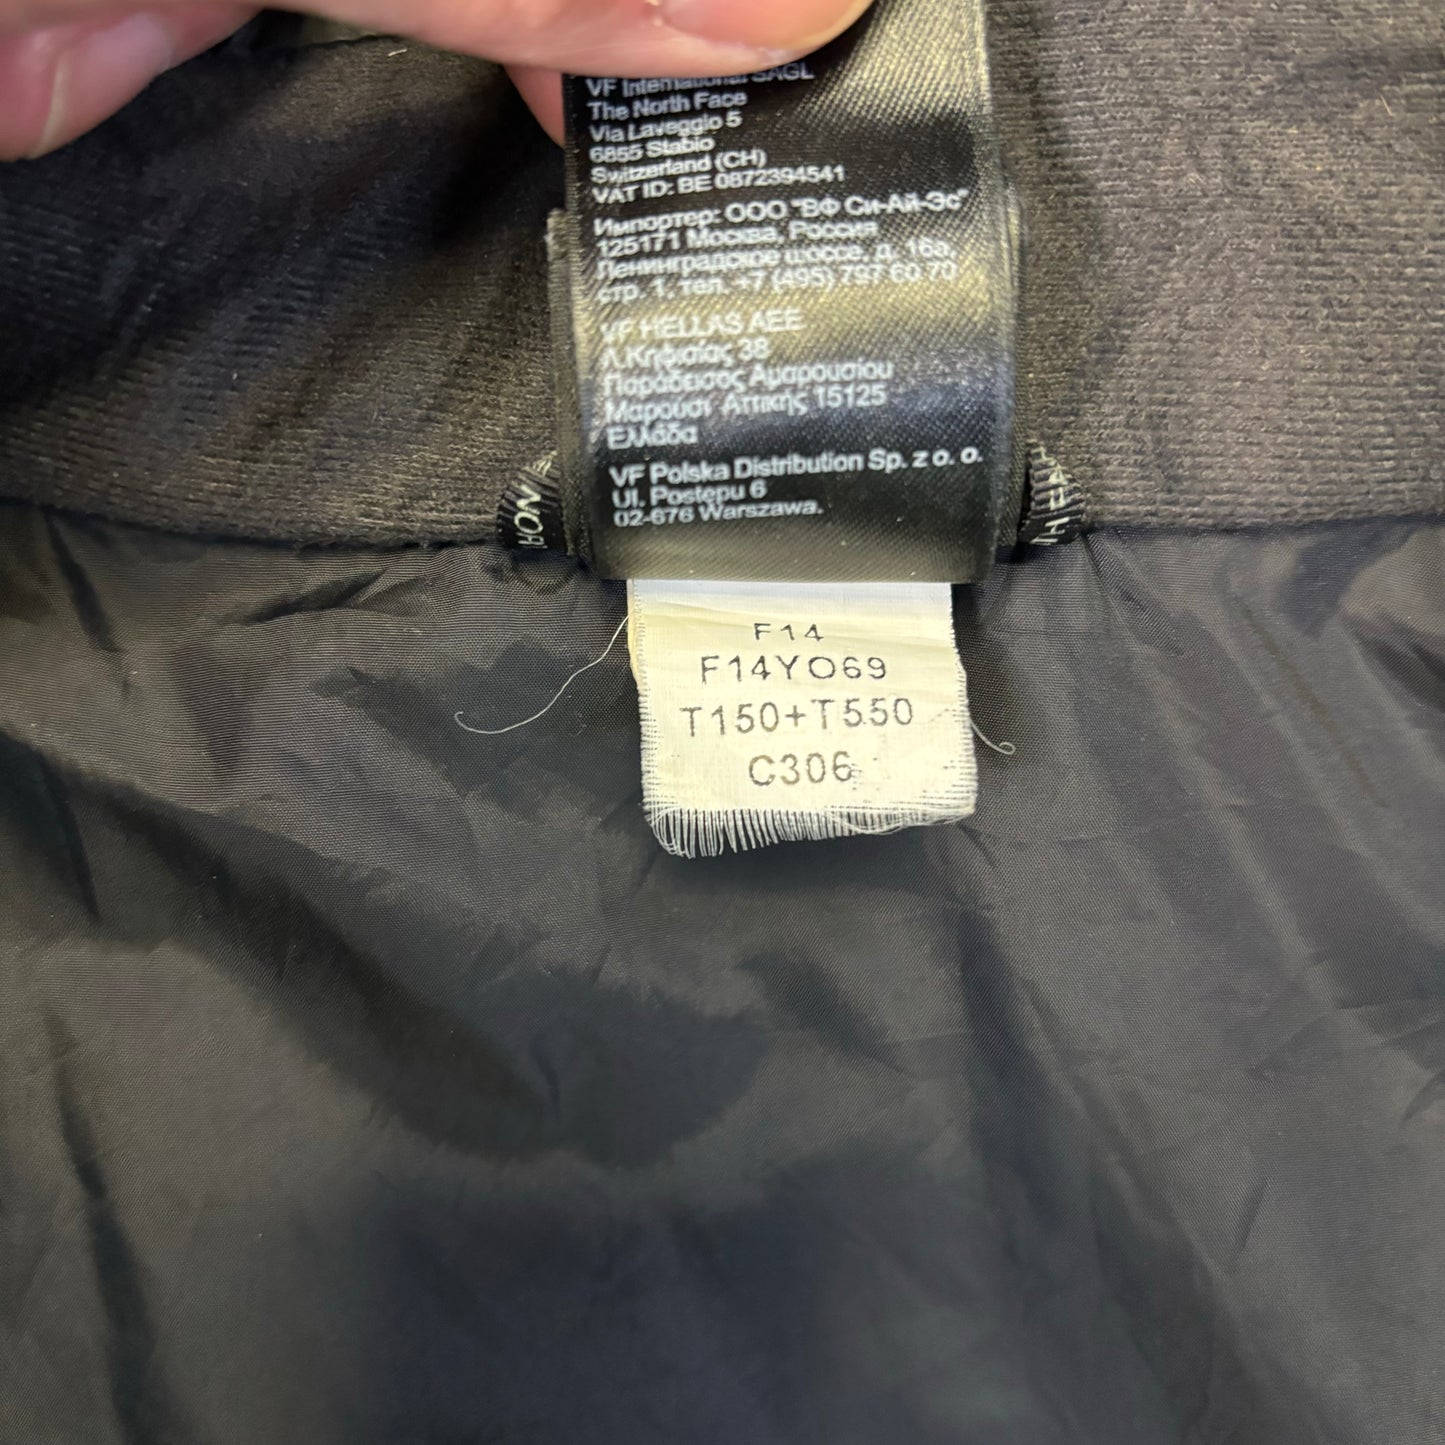 VF International SAGL
The North Face
Via Laveggio 5
6855 Stabio
Switzerland (CH)
VAT ID: BE 0872394541
Импортер: ООО "ВФ Си-Ай-Эс"
125171 Москва, Россия
Ленинградское шоссе, д. 16а,
стр. 1, тел. +7 (495) 797 60 70
VF HELLAS AEE
Λ.Κηφισίας 38
Παράδεισος Αμαρουσίου
Μαρούσι Αττικής 15125
Ελλάδα
VF Polska Distribution Sp. z o. o.
Ul. Postępu 6
02-676 Warszawa.
NOR
H FA
F14
F14YO69
T150+T550
C306